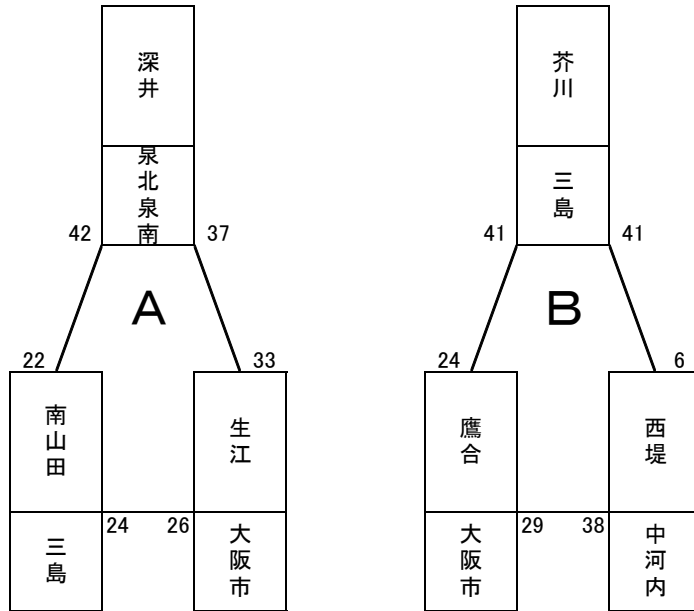 深井
泉北泉南
42
37
A
22
33
南山田
生江
24
26
三島
大阪市
芥川
三島
41
41
B
24
6
鷹合
西堤
29
38
大阪市
中河内